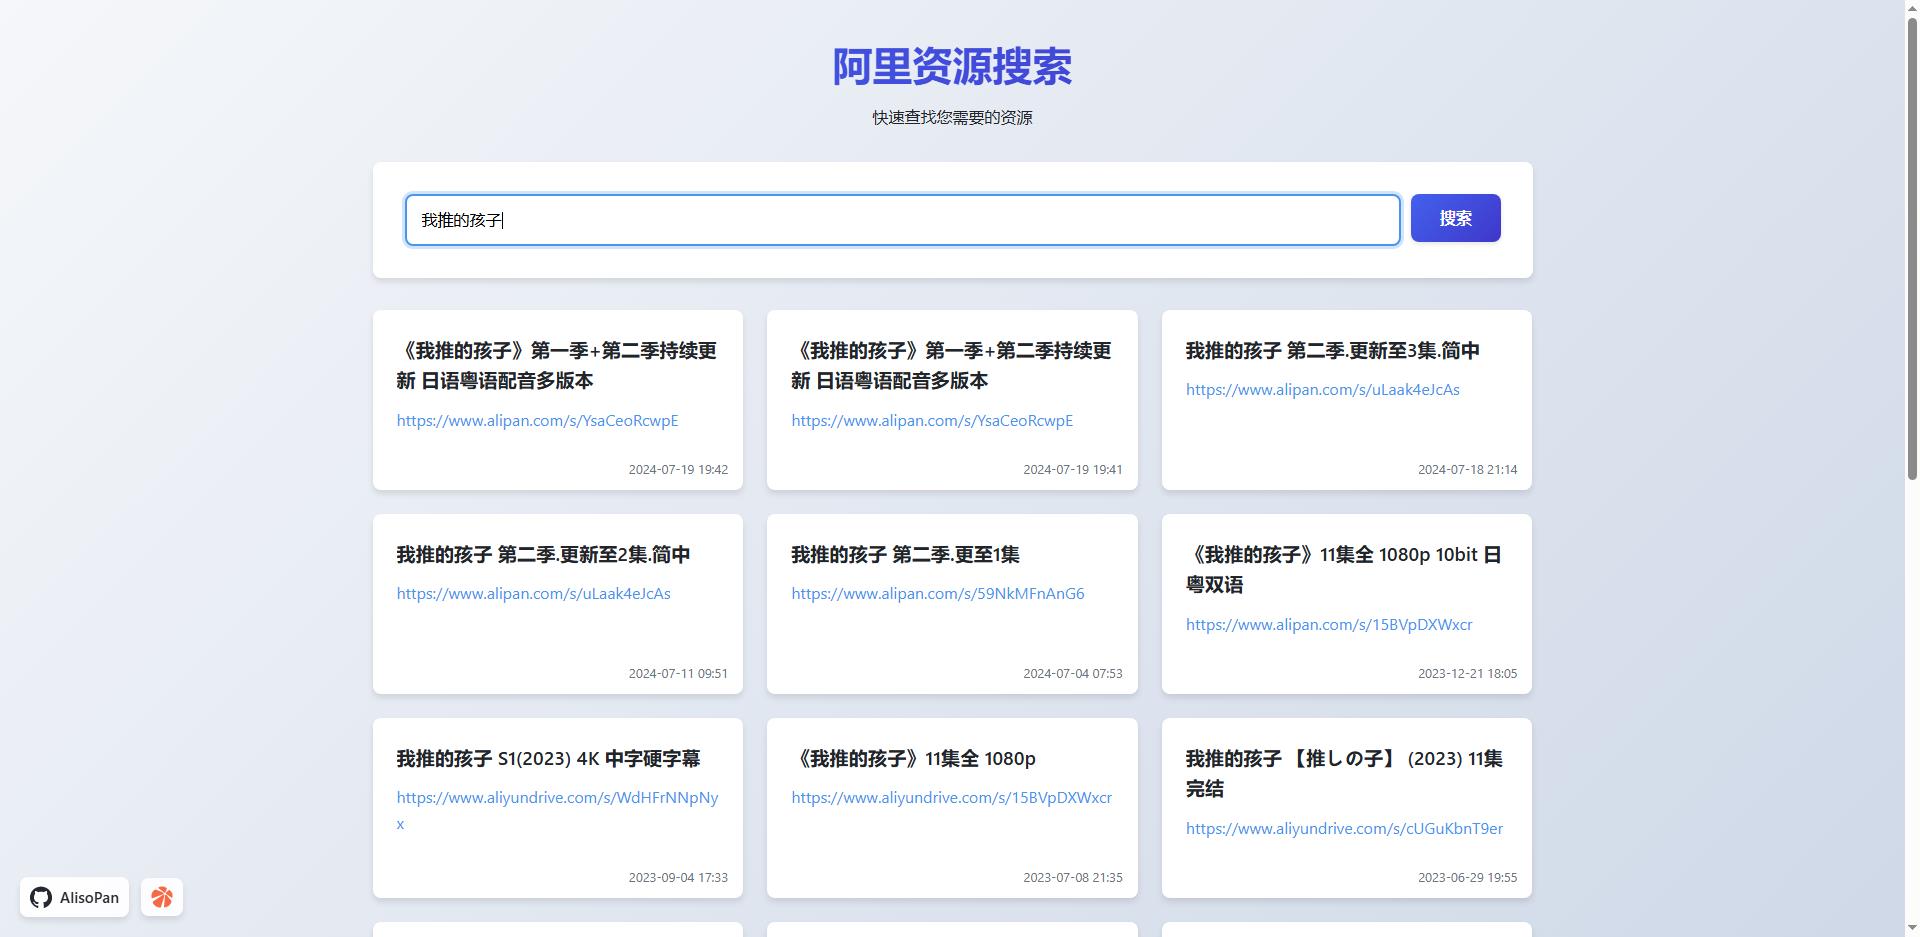 阿里资源搜索
快速查找您需要的资源
我推的孩子
搜索
《我推的孩子》第一季+第二季持续更
新 日语粤语配音多版本
https://www.alipan.com/s/YsaCeoRcwpE
2024-07-19 19:42
《我推的孩子》第一季+第二季持续更
新 日语粤语配音多版本
https://www.alipan.com/s/YsaCeoRcwpE
2024-07-19 19:41
我推的孩子 第二季.更新至3集.简中
https://www.alipan.com/s/uLaak4eJcAs
2024-07-18 21:14
我推的孩子 第二季.更新至2集.简中
https://www.alipan.com/s/uLaak4eJcAs
2024-07-11 09:51
我推的孩子 第二季.更至1集
https://www.alipan.com/s/59NkMFnAnG6
2024-07-04 07:53
《我推的孩子》11集全 1080p 10bit 日
粤双语
https://www.alipan.com/s/15BVpDXWxcr
2023-12-21 18:05
我推的孩子 S1(2023) 4K 中字硬字幕
https://www.aliyundrive.com/s/WdHFrNNpNy
x
2023-09-04 17:33
《我推的孩子》11集全 1080p
https://www.aliyundrive.com/s/15BVpDXWxcr
2023-07-08 21:35
我推的孩子 【推しの子】 (2023) 11集
完结
https://www.aliyundrive.com/s/cUGuKbnT9er
2023-06-29 19:55
AlisoPan